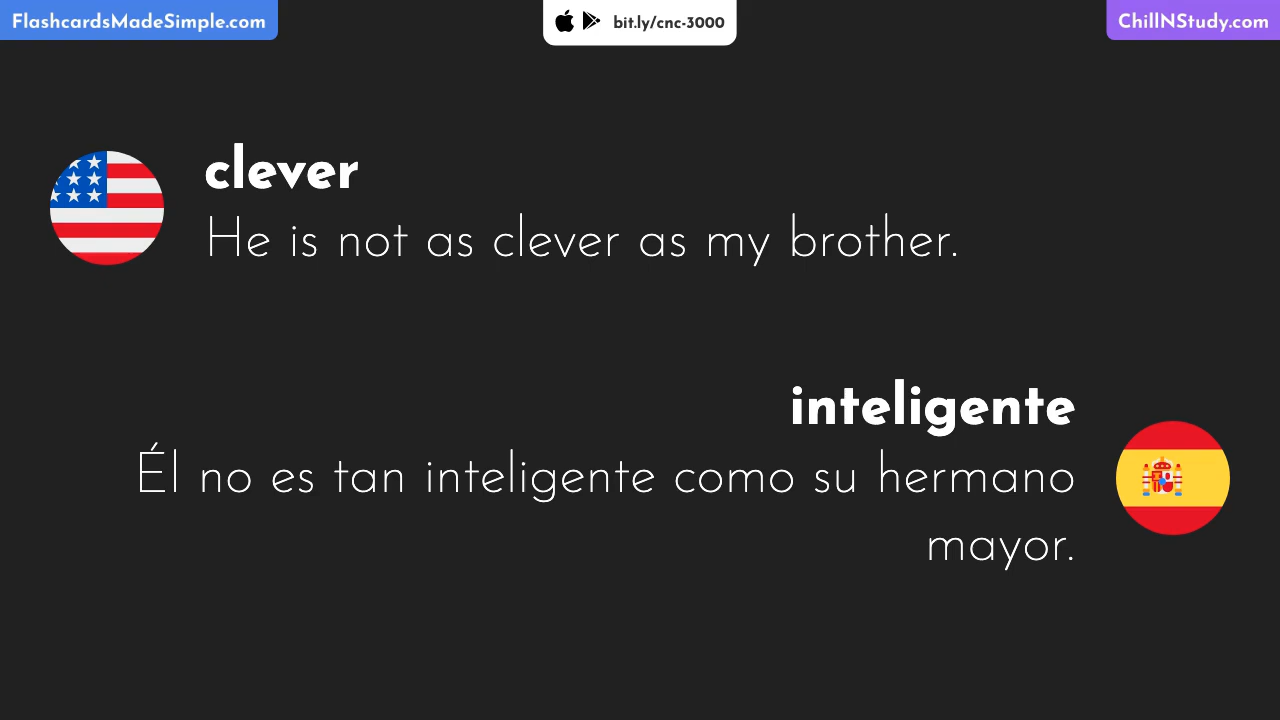 FlashcardsMadeSimple.com
bit.ly/cnc-3000
ChillNStudy.com
clever
He is not as clever as my brother.
inteligente
Él no es tan inteligente como su hermano
mayor.